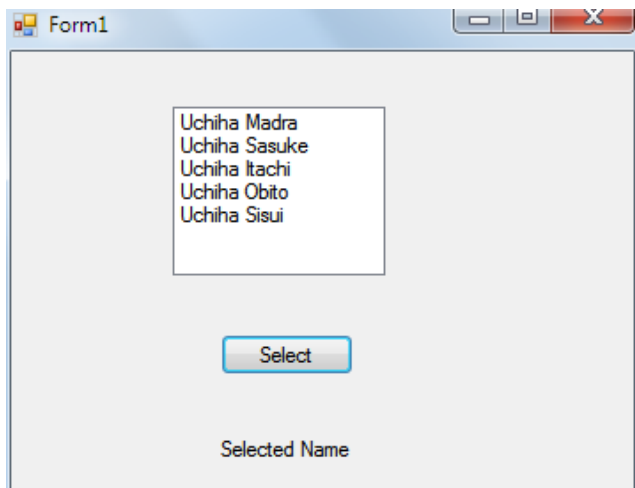 Form1
Uchiha Madra
Uchiha Sasuke
Uchiha Itachi
Uchiha Obito
Uchiha Sisui
Select
Selected Name